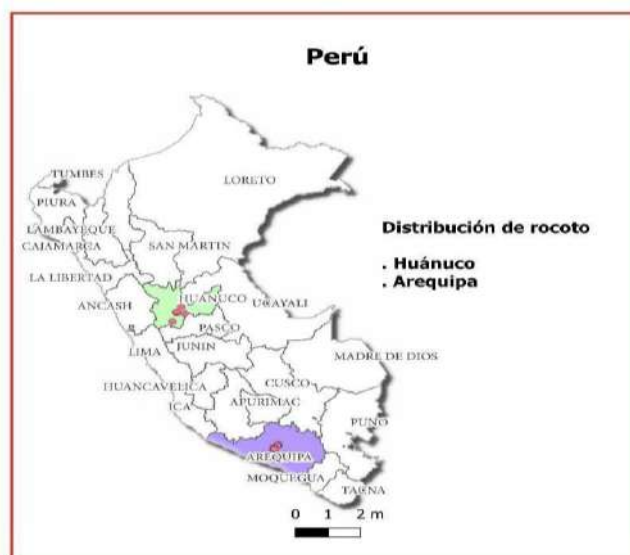 Perú
TUMBES
PIURA
LORETO
LAMBAYEQUE
CAJAMARCA
SAN MARTIN
LA LIBERTAD
ANCASH
HUANUCO
UCAYALI
PASCO
LIMA
JUNIN
MADRE DE DIOS
HUANCAVELICA
CUSCO
ICA
APURIMAC
PUNO
AREQUIPA
MOQUEGUA
TACNA
Distribución de rocoto
. Huánuco
. Arequipa
0 1 2 m